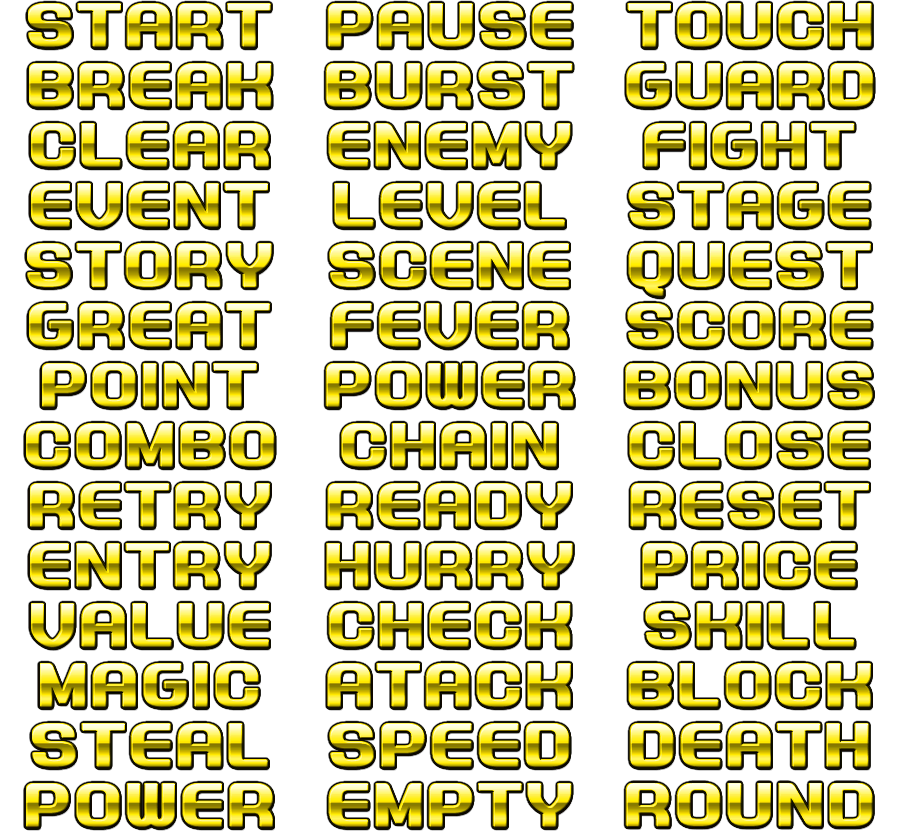 START PAUSE TOUCH
BREAK BURST GUARD
CLEAR ENEMY FIGHT
EVENT LEVEL STAGE
STORY SCENE QUEST
GREAT FEVER SCORE
POINT POWER BONUS
COMBO CHAIN CLOSE
RETRY READY RESET
ENTRY HURRY PRICE
VALUE CHECK SKILL
MAGIC ATACK BLOCK
STEAL SPEED DEATH
POWER EMPTY ROUND